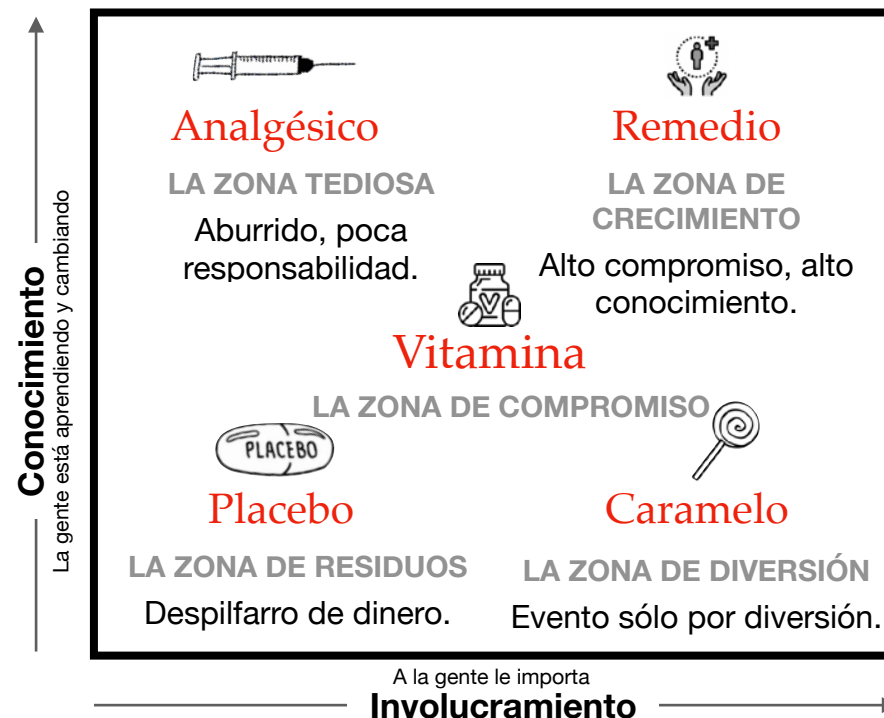 Analgésico
LA ZONA TEDIOSA
Aburrido, poca
responsabilidad.
Remedio
LA ZONA DE
CRECIMIENTO
Alto compromiso, alto
conocimiento.
V
Vitamina
LA ZONA DE COMPROMISO
PLACEBO
Placebo
LA ZONA DE RESIDUOS
Despilfarro de dinero.
Caramelo
LA ZONA DE DIVERSIÓN
Evento sólo por diversión.
Conocimiento
La gente está aprendiendo y cambiando
A la gente le importa
Involucramiento